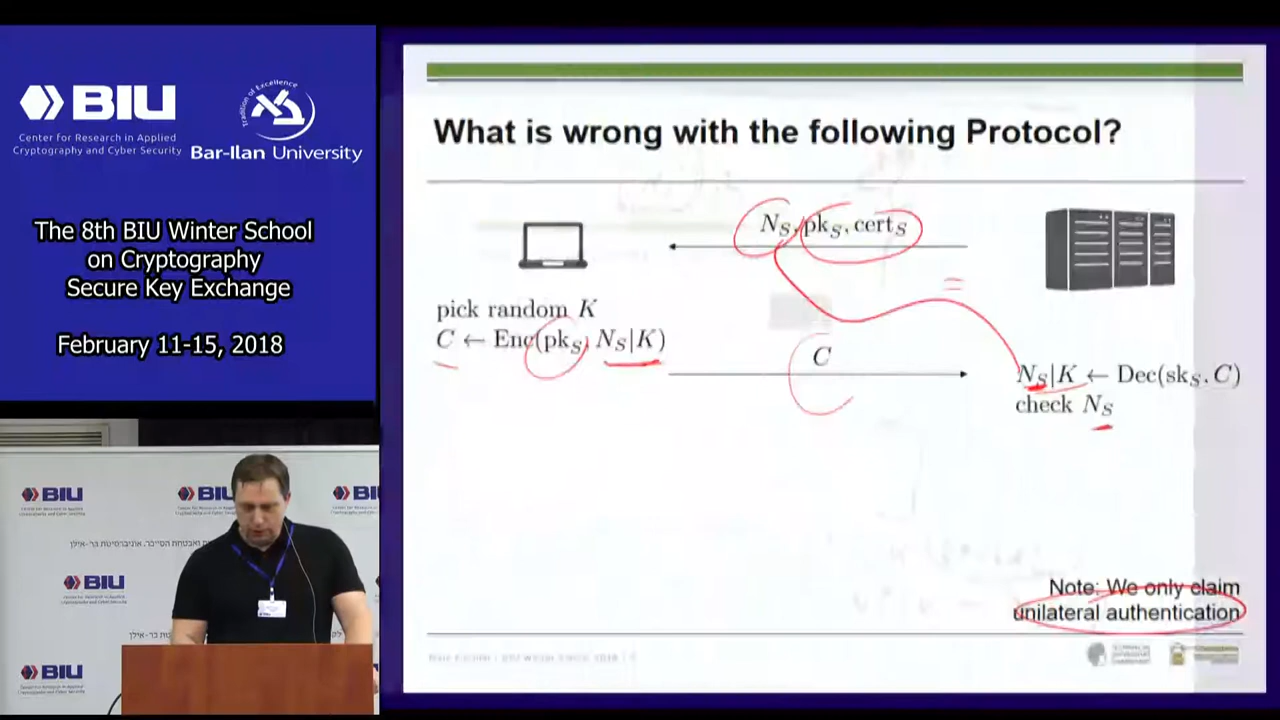 BIU
Center for Research in Applied
Cryptography and Cyber Security
Tradition of Excellence
Bar-Ilan University
The 8th BIU Winter School
on Cryptography
Secure Key Exchange
February 11-15, 2018
What is wrong with the following Protocol?
N_S, pk_S, cert_S
=
pick random K
C ← Enc(pk_S, N_S|K)
C
N_S|K ← Dec(sk_S, C)
check N_S
Note: We only claim
unilateral authentication
BIU
BIU
BIU
BIU
BIU